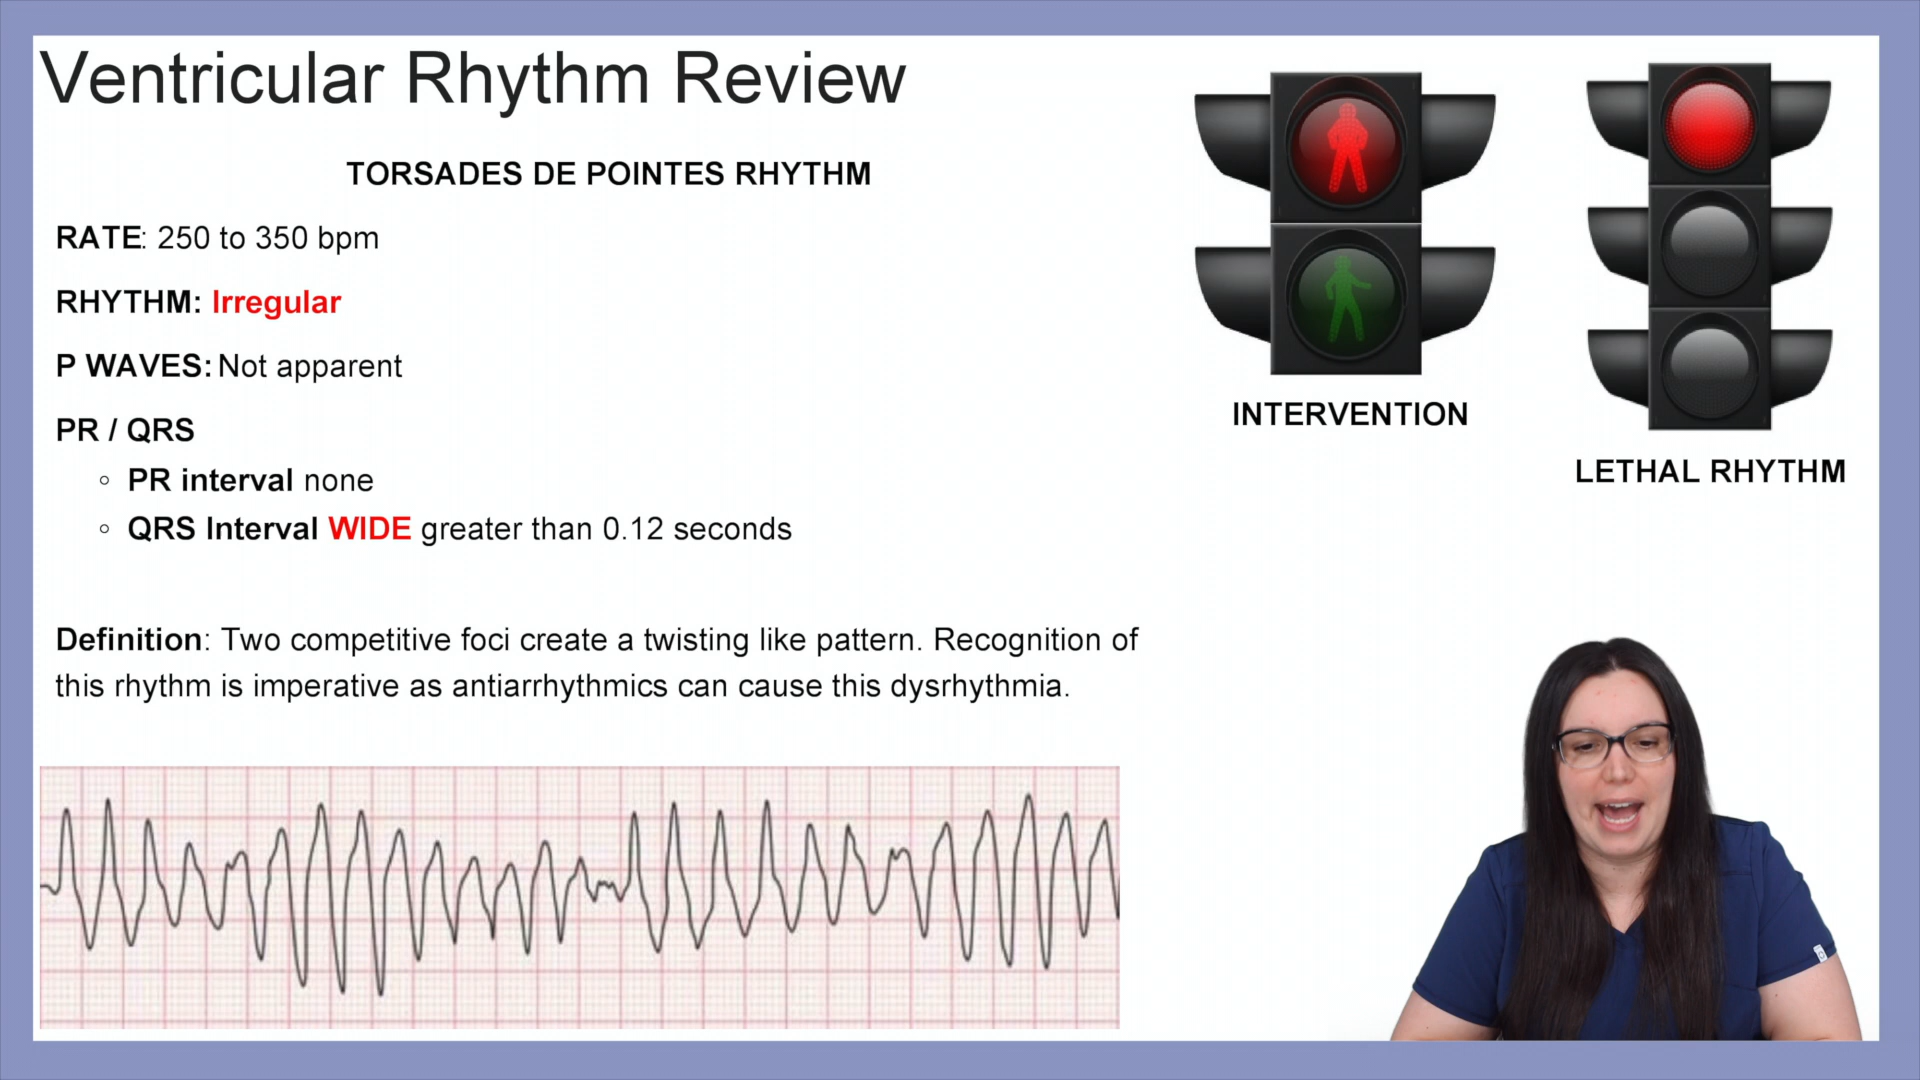 Ventricular Rhythm Review
TORSADES DE POINTES RHYTHM
RATE: 250 to 350 bpm
RHYTHM: Irregular
P WAVES: Not apparent
PR / QRS
PR interval none
QRS Interval WIDE greater than 0.12 seconds
Definition: Two competitive foci create a twisting like pattern. Recognition of
this rhythm is imperative as antiarrhythmics can cause this dysrhythmia.
INTERVENTION
LETHAL RHYTHM